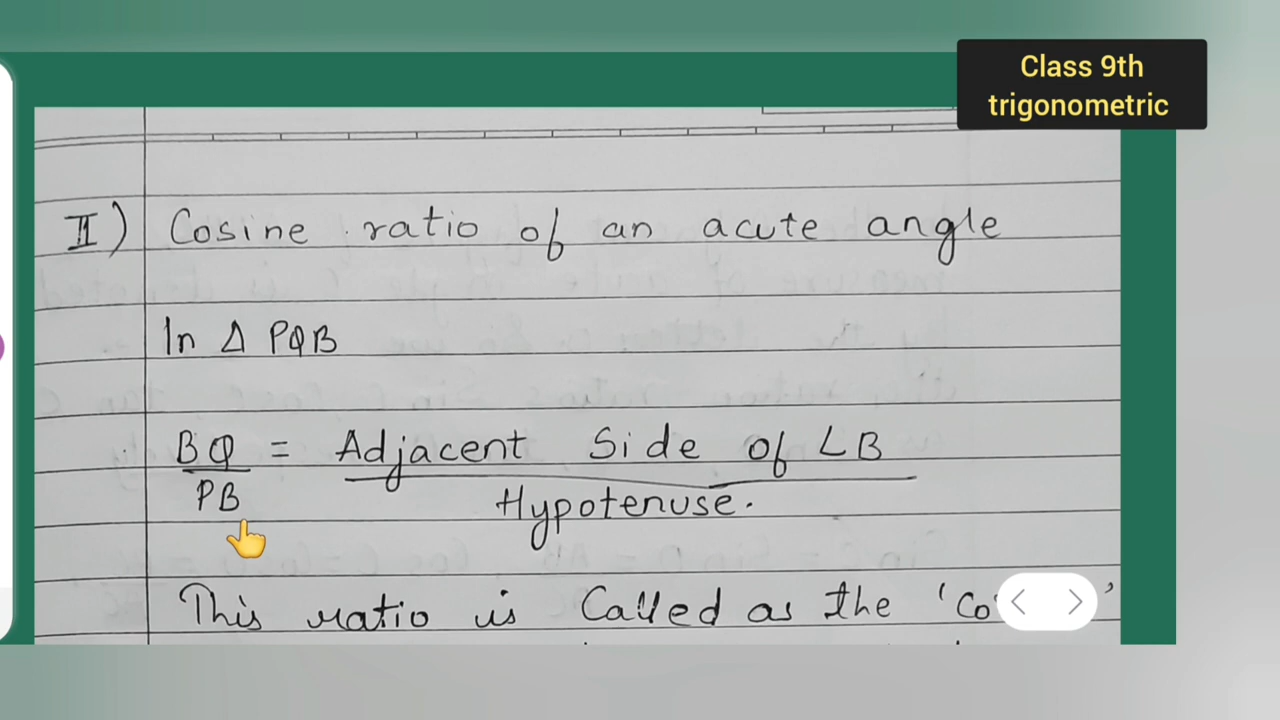 Class 9th
trigonometric
II) Cosine ratio of an acute angle
In Δ PQB
BQ = Adjacent Side of ∠B
PB Hypotenuse.
This ratio is Called as the '